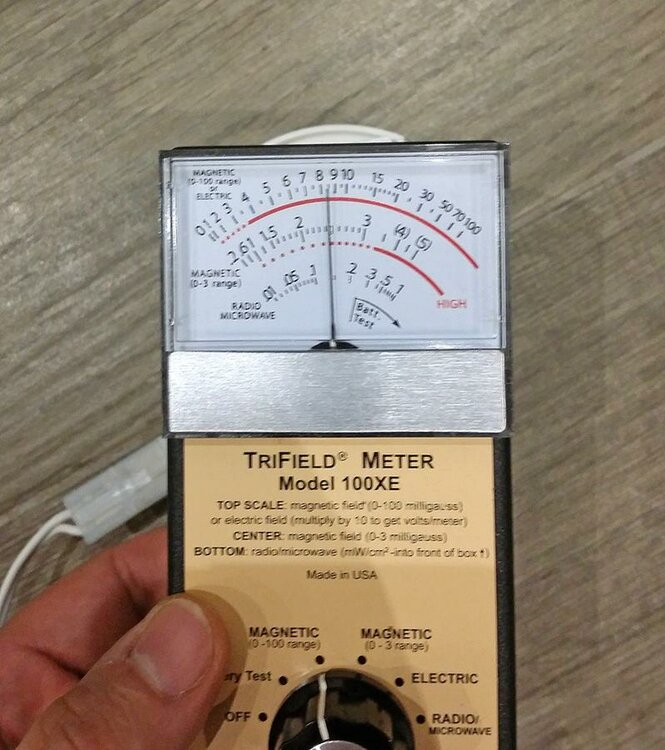 MAGNETIC
(0-100 range)
or
ELECTRIC
0 1 2 3 4 5 6 7 8 9 10 15 20 30 50 70 100
.2 .6 1 1.5 2 3 (4) (5)
MAGNETIC
(0-3 range)
.01 .05 .1 .2 .3 .5 1
HIGH
RADIO
MICROWAVE
Batt.
Test
TRIFIELD® METER
Model 100XE
TOP SCALE: magnetic field (0-100 milligauss)
or electric field (multiply by 10 to get volts/meter)
CENTER: magnetic field (0-3 milligauss)
BOTTOM: radio/microwave (mW/cm²-into front of box ↑)
Made in USA
MAGNETIC
(0 -100 range)
MAGNETIC
(0 - 3 range)
ry Test
ELECTRIC
OFF
RADIO/
MICROWAVE